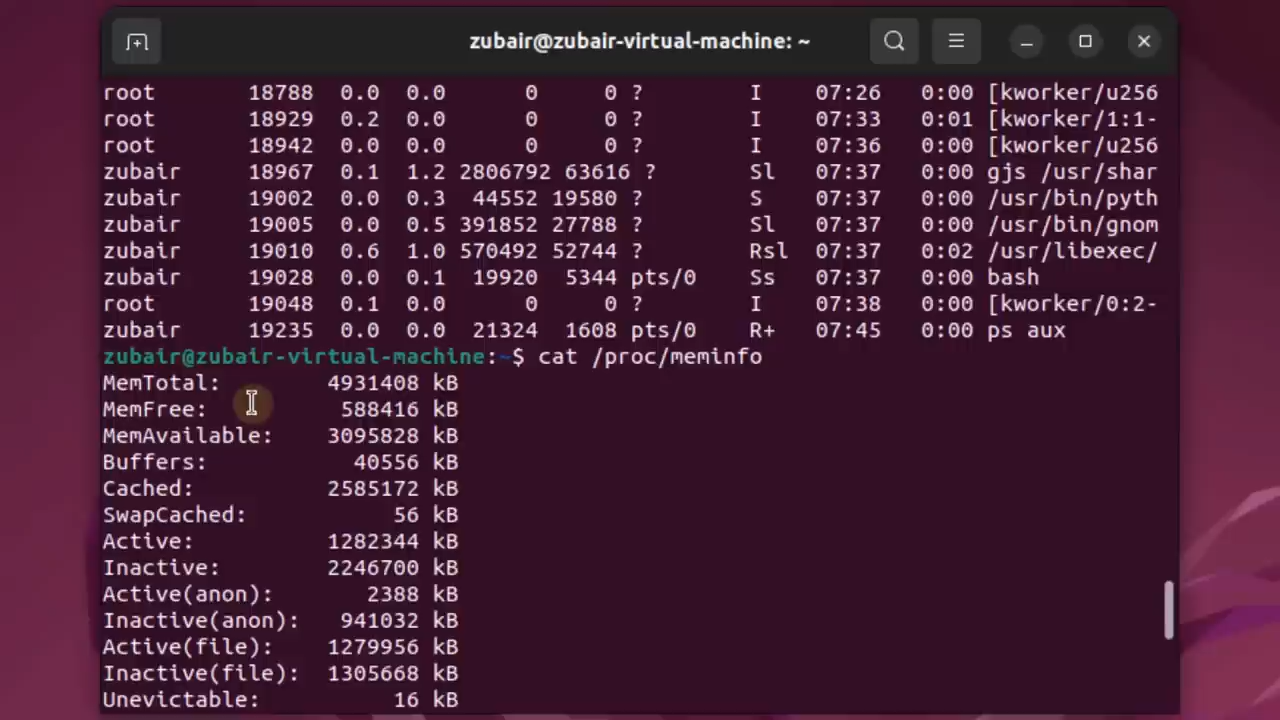 zubair@zubair-virtual-machine: ~
root 18788 0.0 0.0 0 0 ? I 07:26 0:00 [kworker/u256
root 18929 0.2 0.0 0 0 ? I 07:33 0:01 [kworker/1:1-
root 18942 0.0 0.0 0 0 ? I 07:36 0:00 [kworker/u256
zubair 18967 0.1 1.2 2806792 63616 ? Sl 07:37 0:00 gjs /usr/shar
zubair 19002 0.0 0.3 44552 19580 ? S 07:37 0:00 /usr/bin/pyth
zubair 19005 0.0 0.5 391852 27788 ? Sl 07:37 0:00 /usr/bin/gnom
zubair 19010 0.6 1.0 570492 52744 ? Rsl 07:37 0:02 /usr/libexec/
zubair 19028 0.0 0.1 19920 5344 pts/0 Ss 07:37 0:00 bash
root 19048 0.1 0.0 0 0 ? I 07:38 0:00 [kworker/0:2-
zubair 19235 0.0 0.0 21324 1608 pts/0 R+ 07:45 0:00 ps aux
zubair@zubair-virtual-machine:~$ cat /proc/meminfo
MemTotal: 4931408 kB
MemFree: 588416 kB
MemAvailable: 3095828 kB
Buffers: 40556 kB
Cached: 2585172 kB
SwapCached: 56 kB
Active: 1282344 kB
Inactive: 2246700 kB
Active(anon): 2388 kB
Inactive(anon): 941032 kB
Active(file): 1279956 kB
Inactive(file): 1305668 kB
Unevictable: 16 kB